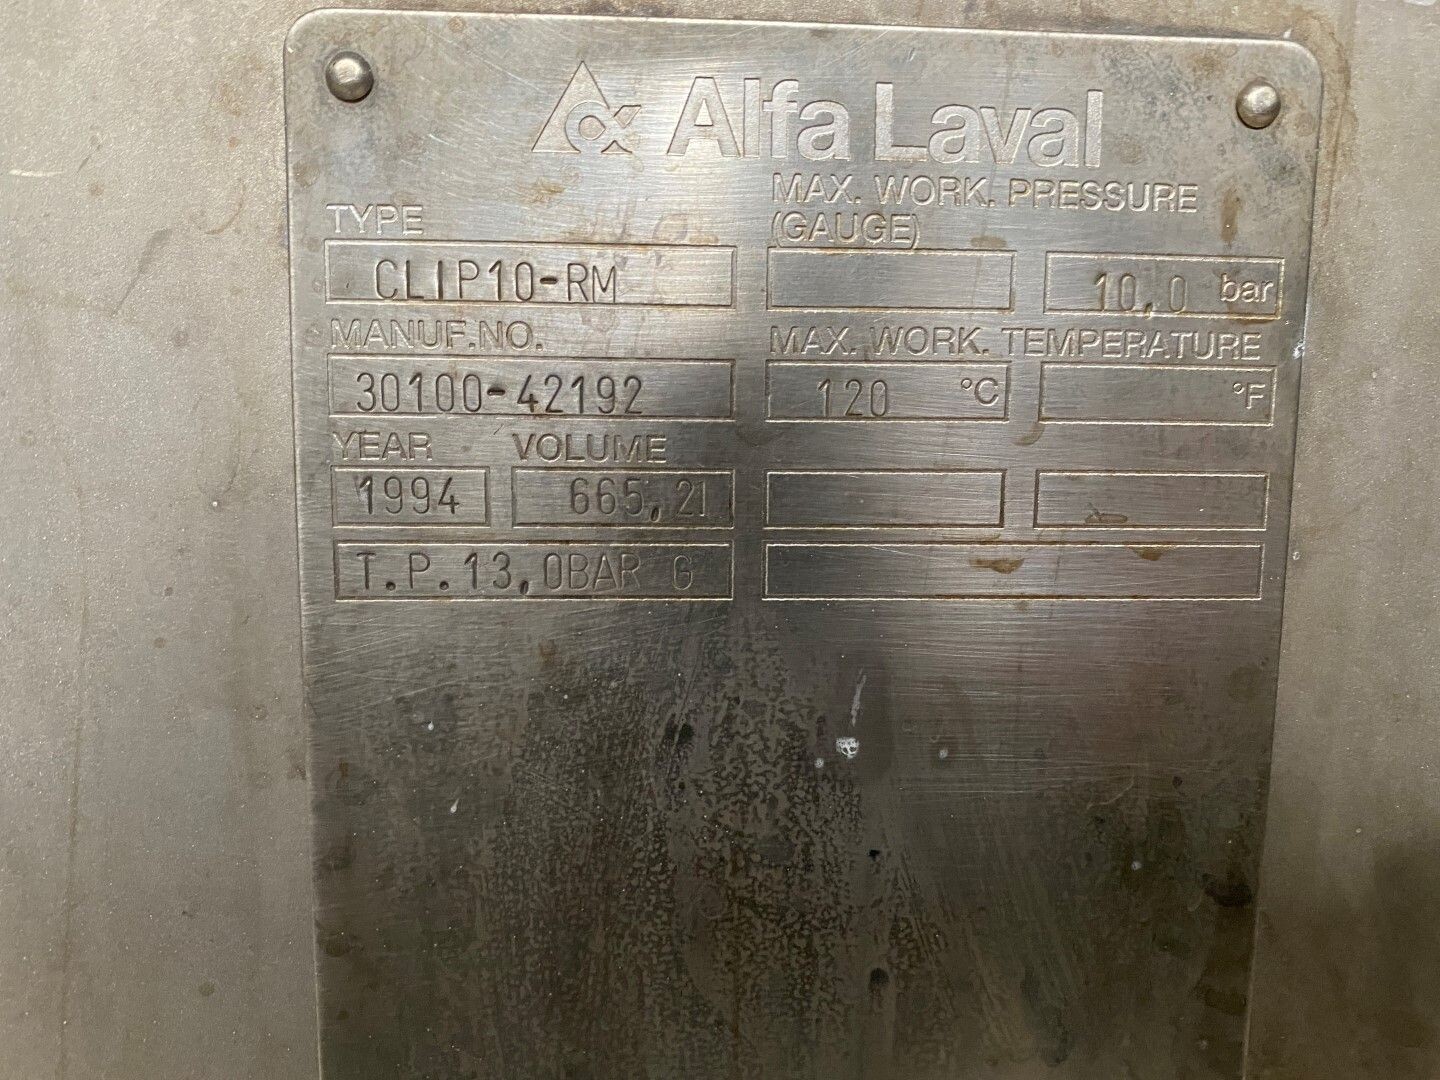 Alfa Laval
TYPE
CLIP10-RM
MANUF.NO.
30100-42192
YEAR VOLUME
1994 665,2l
T.P.13,0BAR G
MAX. WORK. PRESSURE
(GAUGE)
10,0 bar
MAX. WORK. TEMPERATURE
120 °C °F